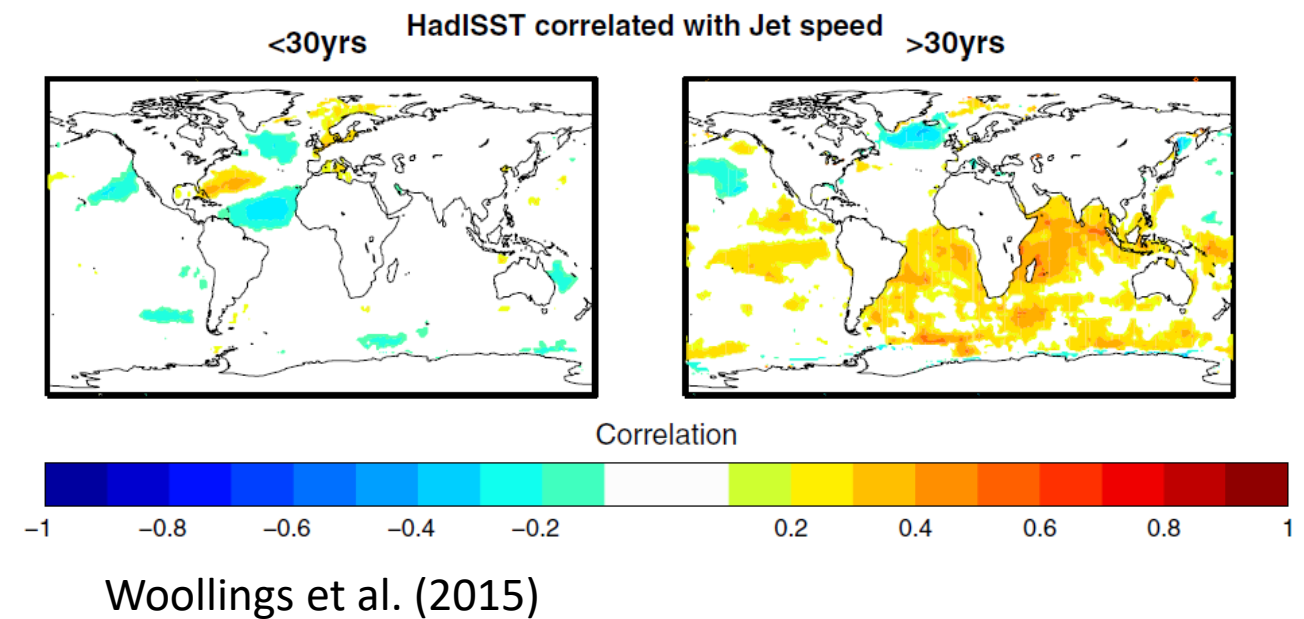 HadISST correlated with Jet speed
<30yrs >30yrs
Correlation
−1 −0.8 −0.6 −0.4 −0.2 0.2 0.4 0.6 0.8 1
Woollings et al. (2015)